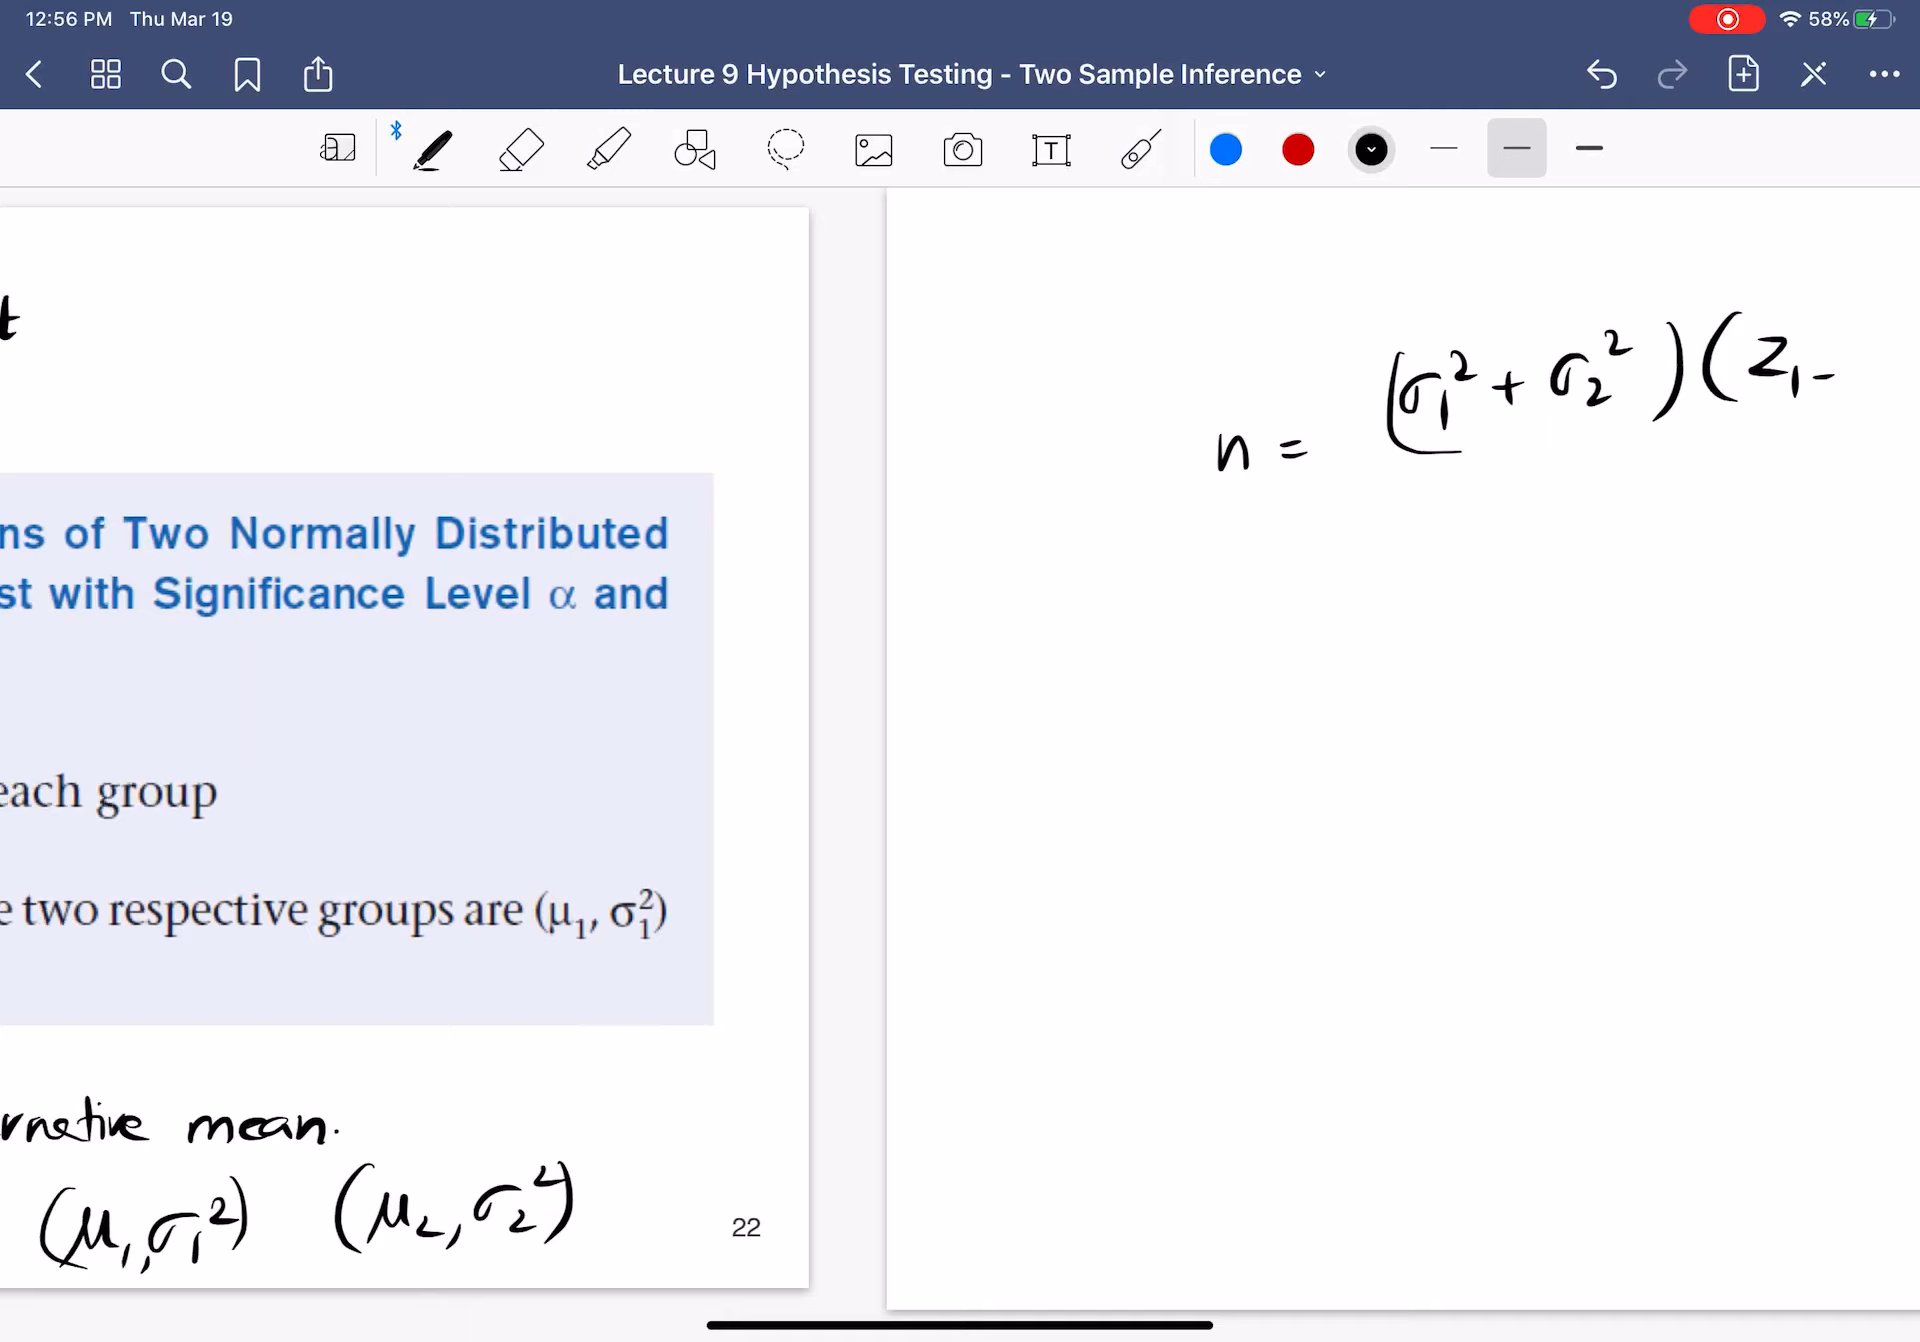 12:56 PM Thu Mar 19
58%
Lecture 9 Hypothesis Testing - Two Sample Inference
t
ns of Two Normally Distributed
st with Significance Level α and
each group
e two respective groups are (μ₁, σ₁²)
rnative mean.
(μ₁, σ₁²) (μ₂, σ₂²)
22
n = (σ₁² + σ₂²)(z₁₋